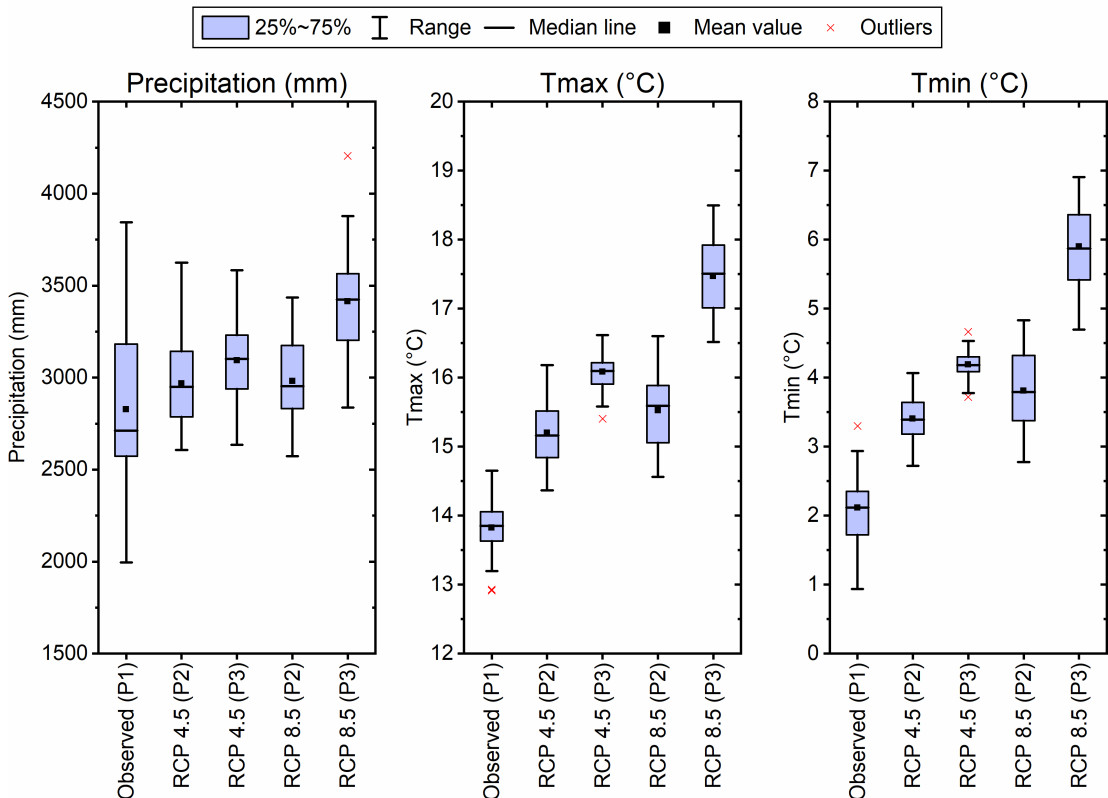 25%~75% Range Median line Mean value Outliers
Precipitation (mm)
Precipitation (mm)
4500
4000
3500
3000
2500
2000
1500
Observed (P1)
RCP 4.5 (P2)
RCP 4.5 (P3)
RCP 8.5 (P2)
RCP 8.5 (P3)
Tmax (°C)
Tmax (°C)
20
19
18
17
16
15
14
13
12
Observed (P1)
RCP 4.5 (P2)
RCP 4.5 (P3)
RCP 8.5 (P2)
RCP 8.5 (P3)
Tmin (°C)
Tmin (°C)
8
7
6
5
4
3
2
1
0
Observed (P1)
RCP 4.5 (P2)
RCP 4.5 (P3)
RCP 8.5 (P2)
RCP 8.5 (P3)